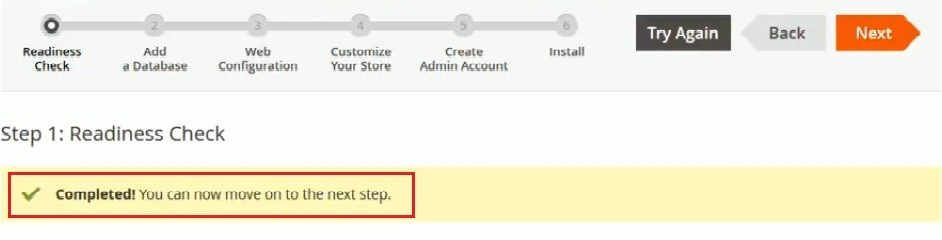 2 3 4 5 6
Readiness Check
Add a Database
Web Configuration
Customize Your Store
Create Admin Account
Install
Try Again
Back
Next
Step 1: Readiness Check
Completed! You can now move on to the next step.